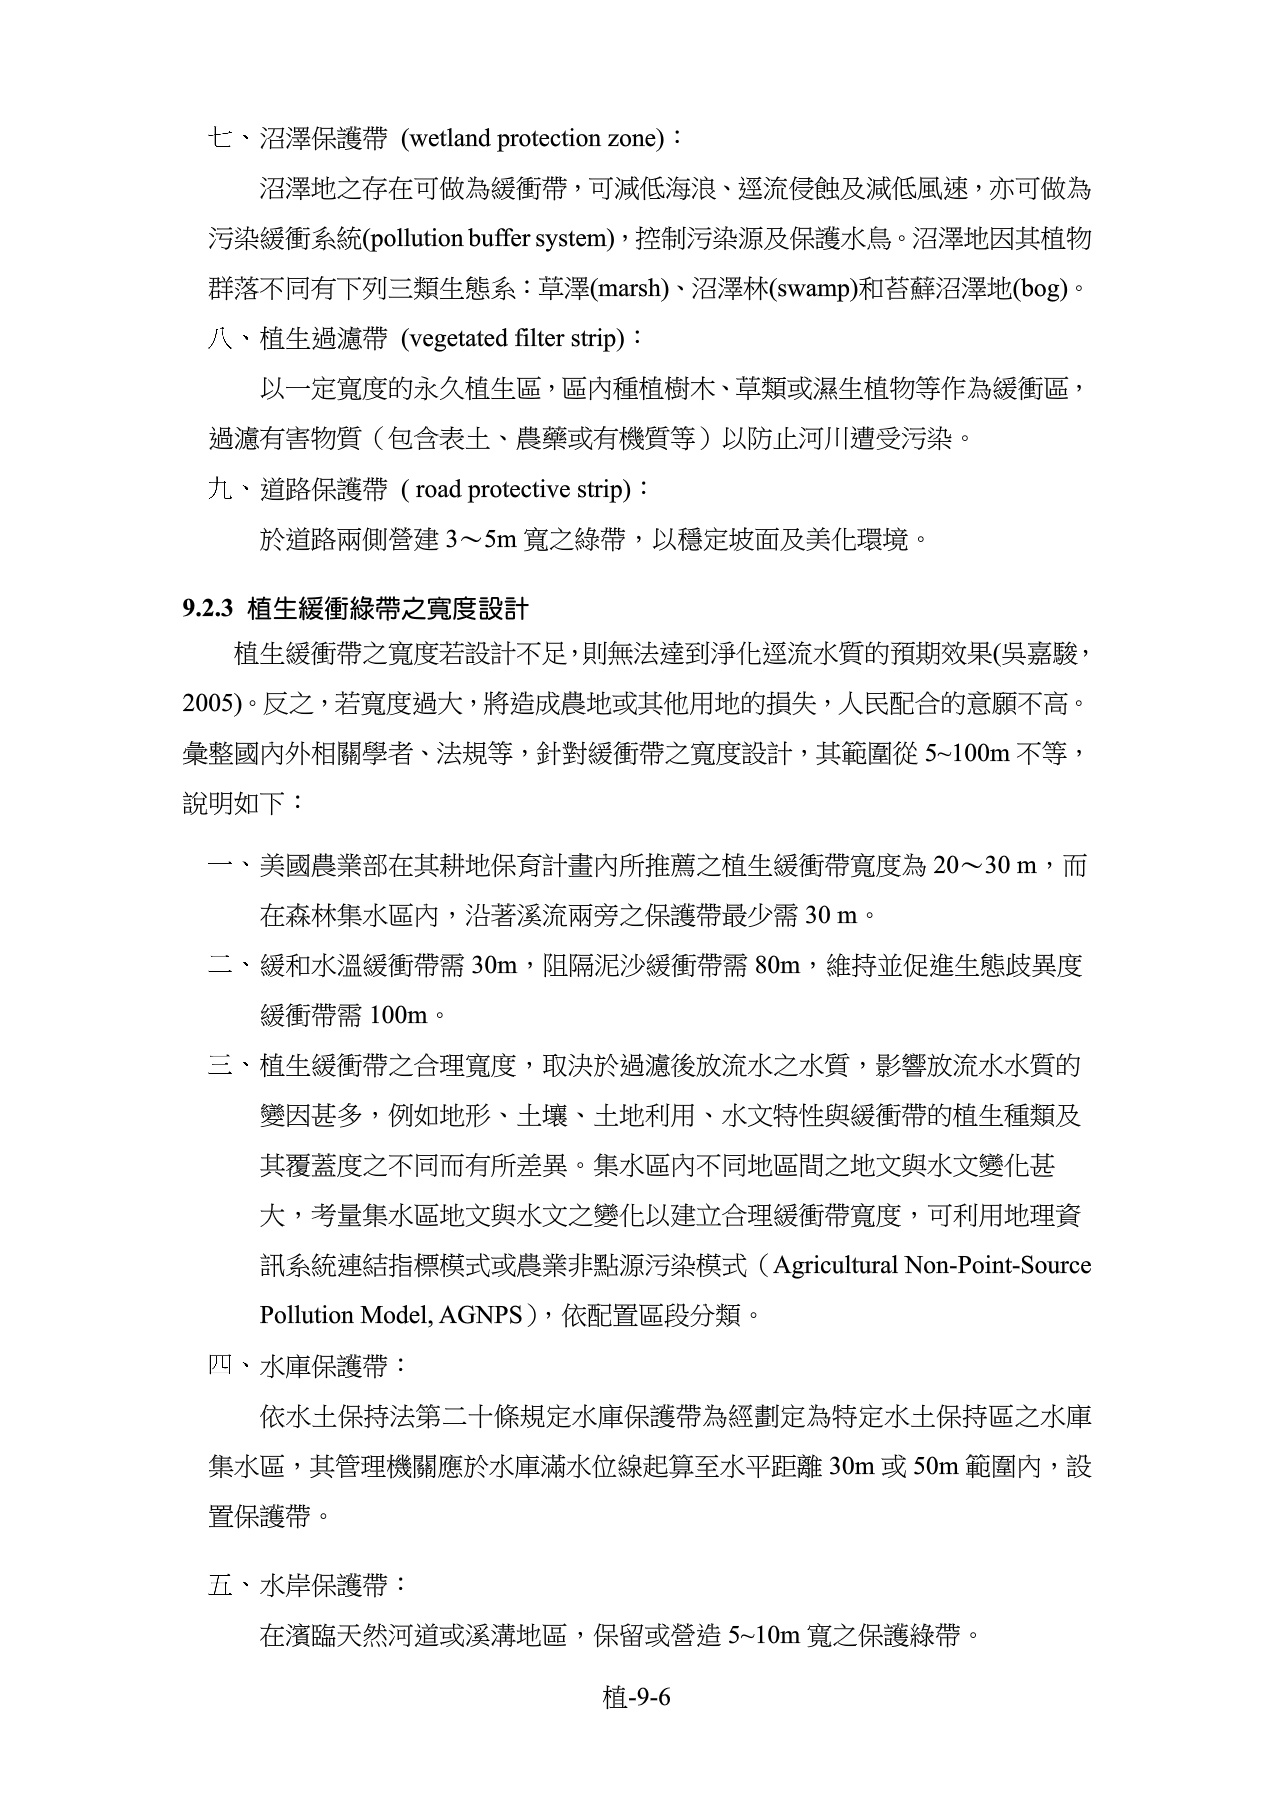 七、沼澤保護帶 (wetland protection zone)：
沼澤地之存在可做為緩衝帶，可減低海浪、逕流侵蝕及減低風速，亦可做為
污染緩衝系統(pollution buffer system)，控制污染源及保護水鳥。沼澤地因其植物
群落不同有下列三類生態系：草澤(marsh)、沼澤林(swamp)和苔蘚沼澤地(bog)。
八、植生過濾帶 (vegetated filter strip)：
以一定寬度的永久植生區，區內種植樹木、草類或濕生植物等作為緩衝區，
過濾有害物質（包含表土、農藥或有機質等）以防止河川遭受污染。
九、道路保護帶 ( road protective strip)：
於道路兩側營建 3～5m 寬之綠帶，以穩定坡面及美化環境。
9.2.3 植生緩衝綠帶之寬度設計
植生緩衝帶之寬度若設計不足，則無法達到淨化逕流水質的預期效果(吳嘉駿，
2005)。反之，若寬度過大，將造成農地或其他用地的損失，人民配合的意願不高。
彙整國內外相關學者、法規等，針對緩衝帶之寬度設計，其範圍從 5~100m 不等，
說明如下：
一、美國農業部在其耕地保育計畫內所推薦之植生緩衝帶寬度為 20～30 m，而
在森林集水區內，沿著溪流兩旁之保護帶最少需 30 m。
二、緩和水溫緩衝帶需 30m，阻隔泥沙緩衝帶需 80m，維持並促進生態歧異度
緩衝帶需 100m。
三、植生緩衝帶之合理寬度，取決於過濾後放流水之水質，影響放流水水質的
變因甚多，例如地形、土壤、土地利用、水文特性與緩衝帶的植生種類及
其覆蓋度之不同而有所差異。集水區內不同地區間之地文與水文變化甚
大，考量集水區地文與水文之變化以建立合理緩衝帶寬度，可利用地理資
訊系統連結指標模式或農業非點源污染模式（Agricultural Non-Point-Source
Pollution Model, AGNPS），依配置區段分類。
四、水庫保護帶：
依水土保持法第二十條規定水庫保護帶為經劃定為特定水土保持區之水庫
集水區，其管理機關應於水庫滿水位線起算至水平距離 30m 或 50m 範圍內，設
置保護帶。
五、水岸保護帶：
在濱臨天然河道或溪溝地區，保留或營造 5~10m 寬之保護綠帶。
植-9-6